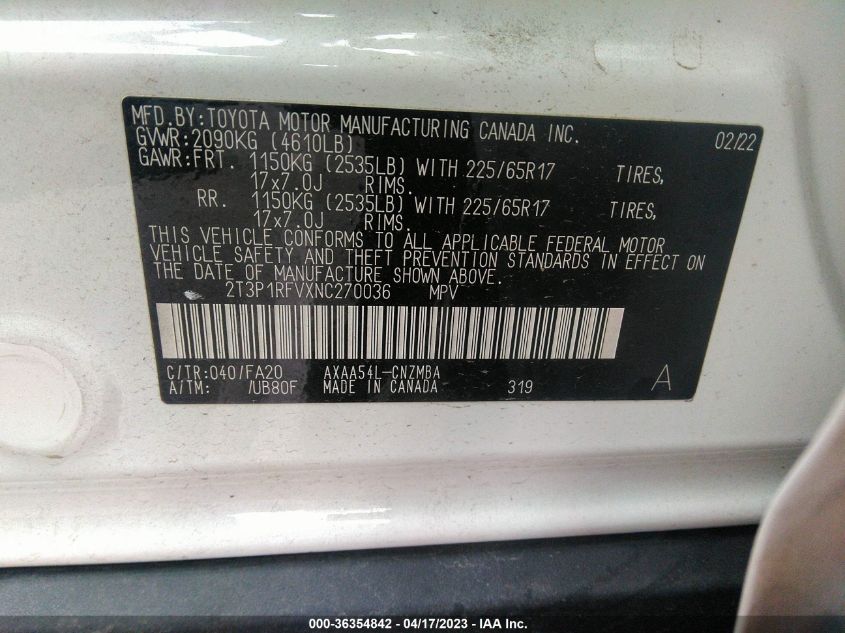 MFD.BY:TOYOTA MOTOR MANUFACTURING CANADA INC. 02/22
GVWR:2090KG (4610LB)
GAWR:FRT. 1150KG (2535LB) WITH 225/65R17 TIRES,
17x7.0J RIMS.
RR. 1150KG (2535LB) WITH 225/65R17 TIRES,
17x7.0J RIMS.
THIS VEHICLE CONFORMS TO ALL APPLICABLE FEDERAL MOTOR
VEHICLE SAFETY AND THEFT PREVENTION STANDARDS IN EFFECT ON
THE DATE OF MANUFACTURE SHOWN ABOVE.
2T3P1RFVXNC270036 MPV
C/TR:040/FA20 AXAA54L-CNZMBA
A/TM: /UB80F MADE IN CANADA 319 A
000-36354842 - 04/17/2023 - IAA Inc.